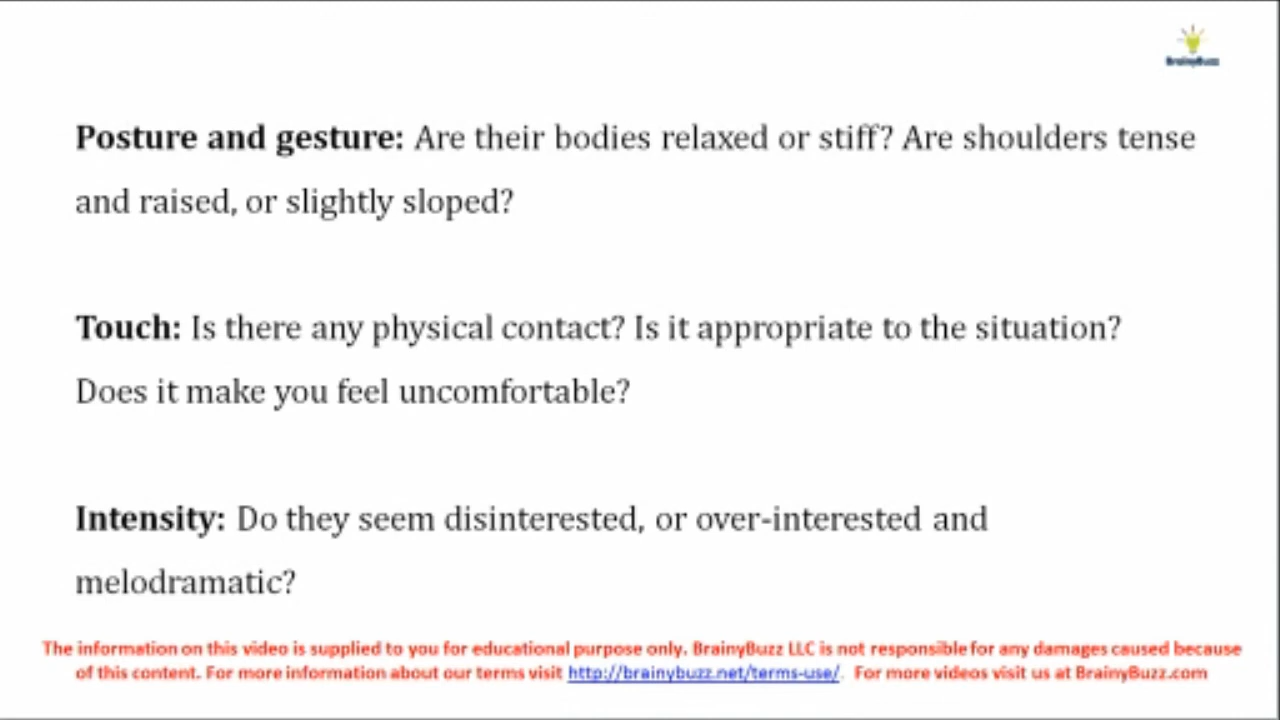 BrainyBuzz
Posture and gesture: Are their bodies relaxed or stiff? Are shoulders tense
and raised, or slightly sloped?
Touch: Is there any physical contact? Is it appropriate to the situation?
Does it make you feel uncomfortable?
Intensity: Do they seem disinterested, or over-interested and
melodramatic?
The information on this video is supplied to you for educational purpose only. BrainyBuzz LLC is not responsible for any damages caused because
of this content. For more information about our terms visit http://brainybuzz.net/terms-use/. For more videos visit us at BrainyBuzz.com